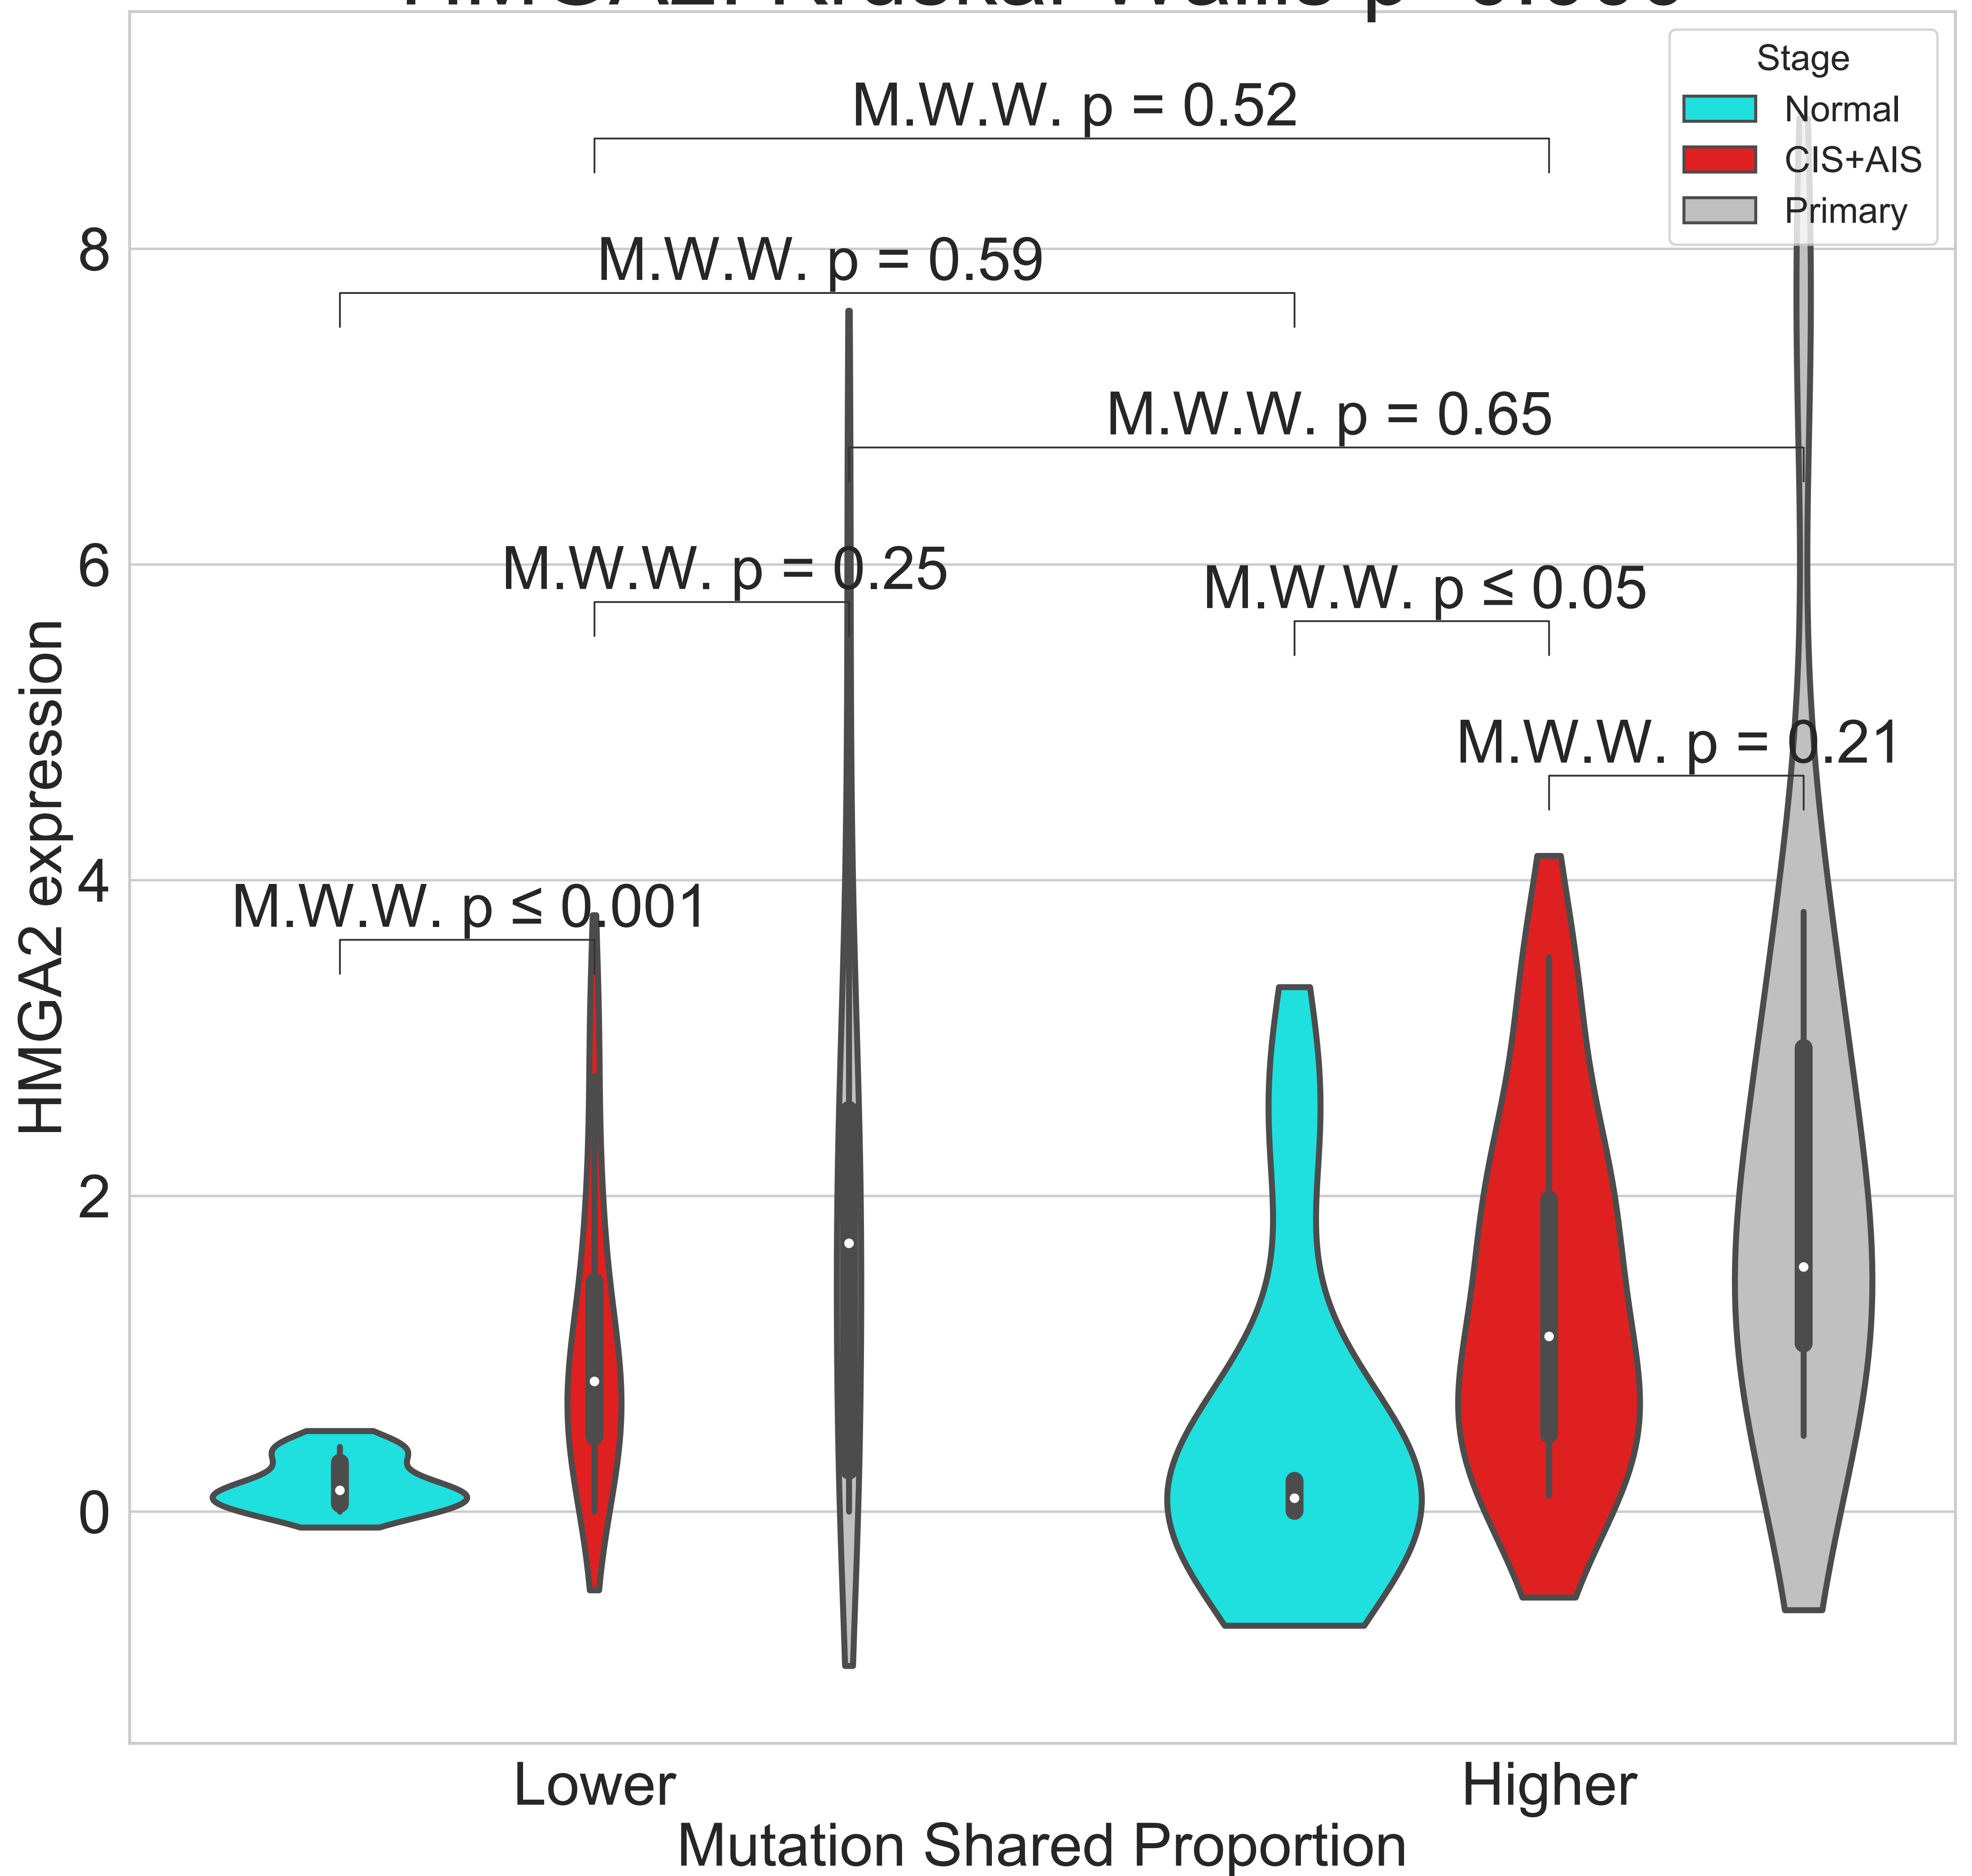 Stage
Normal
CIS+AIS
Primary
M.W.W. p = 0.52
M.W.W. p = 0.59
M.W.W. p = 0.65
M.W.W. p = 0.25
M.W.W. p ≤ 0.05
M.W.W. p = 0.21
M.W.W. p ≤ 0.001
HMGA2 expression
8
6
4
2
0
Lower
Higher
Mutation Shared Proportion